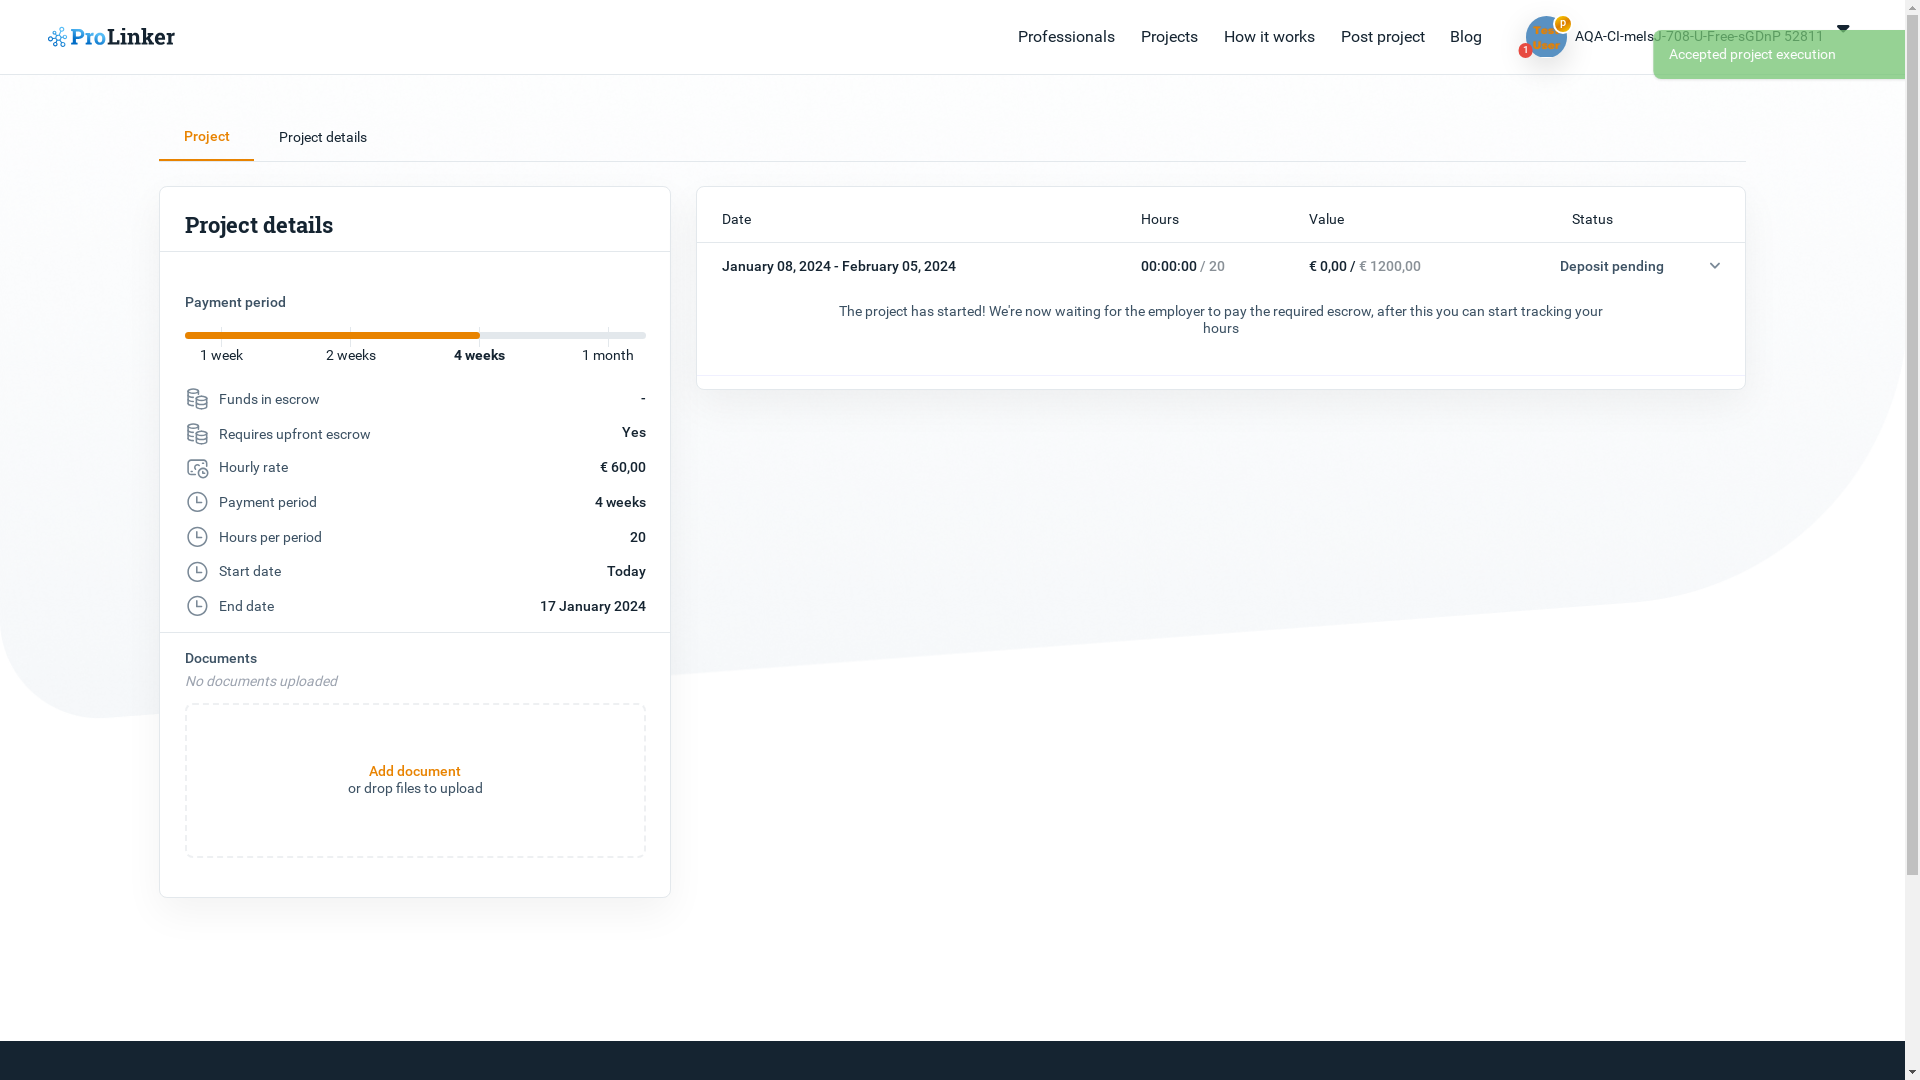 ProLinker
Professionals
Projects
How it works
Post project
Blog
p
1
Test
User
AQA-CI-meIsJ-708-U-Free-sGDnP 52811
Accepted project execution
Project
Project details
Project details
Payment period
1 week
2 weeks
4 weeks
1 month
Funds in escrow
-
Requires upfront escrow
Yes
Hourly rate
€ 60,00
Payment period
4 weeks
Hours per period
20
Start date
Today
End date
17 January 2024
Documents
No documents uploaded
Add document
or drop files to upload
Date
Hours
Value
Status
January 08, 2024 - February 05, 2024
00:00:00 / 20
€ 0,00 / € 1200,00
Deposit pending
The project has started! We're now waiting for the employer to pay the required escrow, after this you can start tracking your
hours